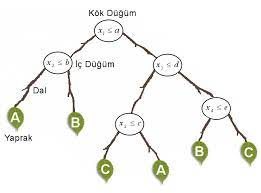 Kök Düğüm
x₁ ≤ a
x₂ ≤ b
İç Düğüm
x₁ ≤ d
Dal
A
B
Yaprak
x₂ ≤ c
x₂ ≤ e
C
A
B
C